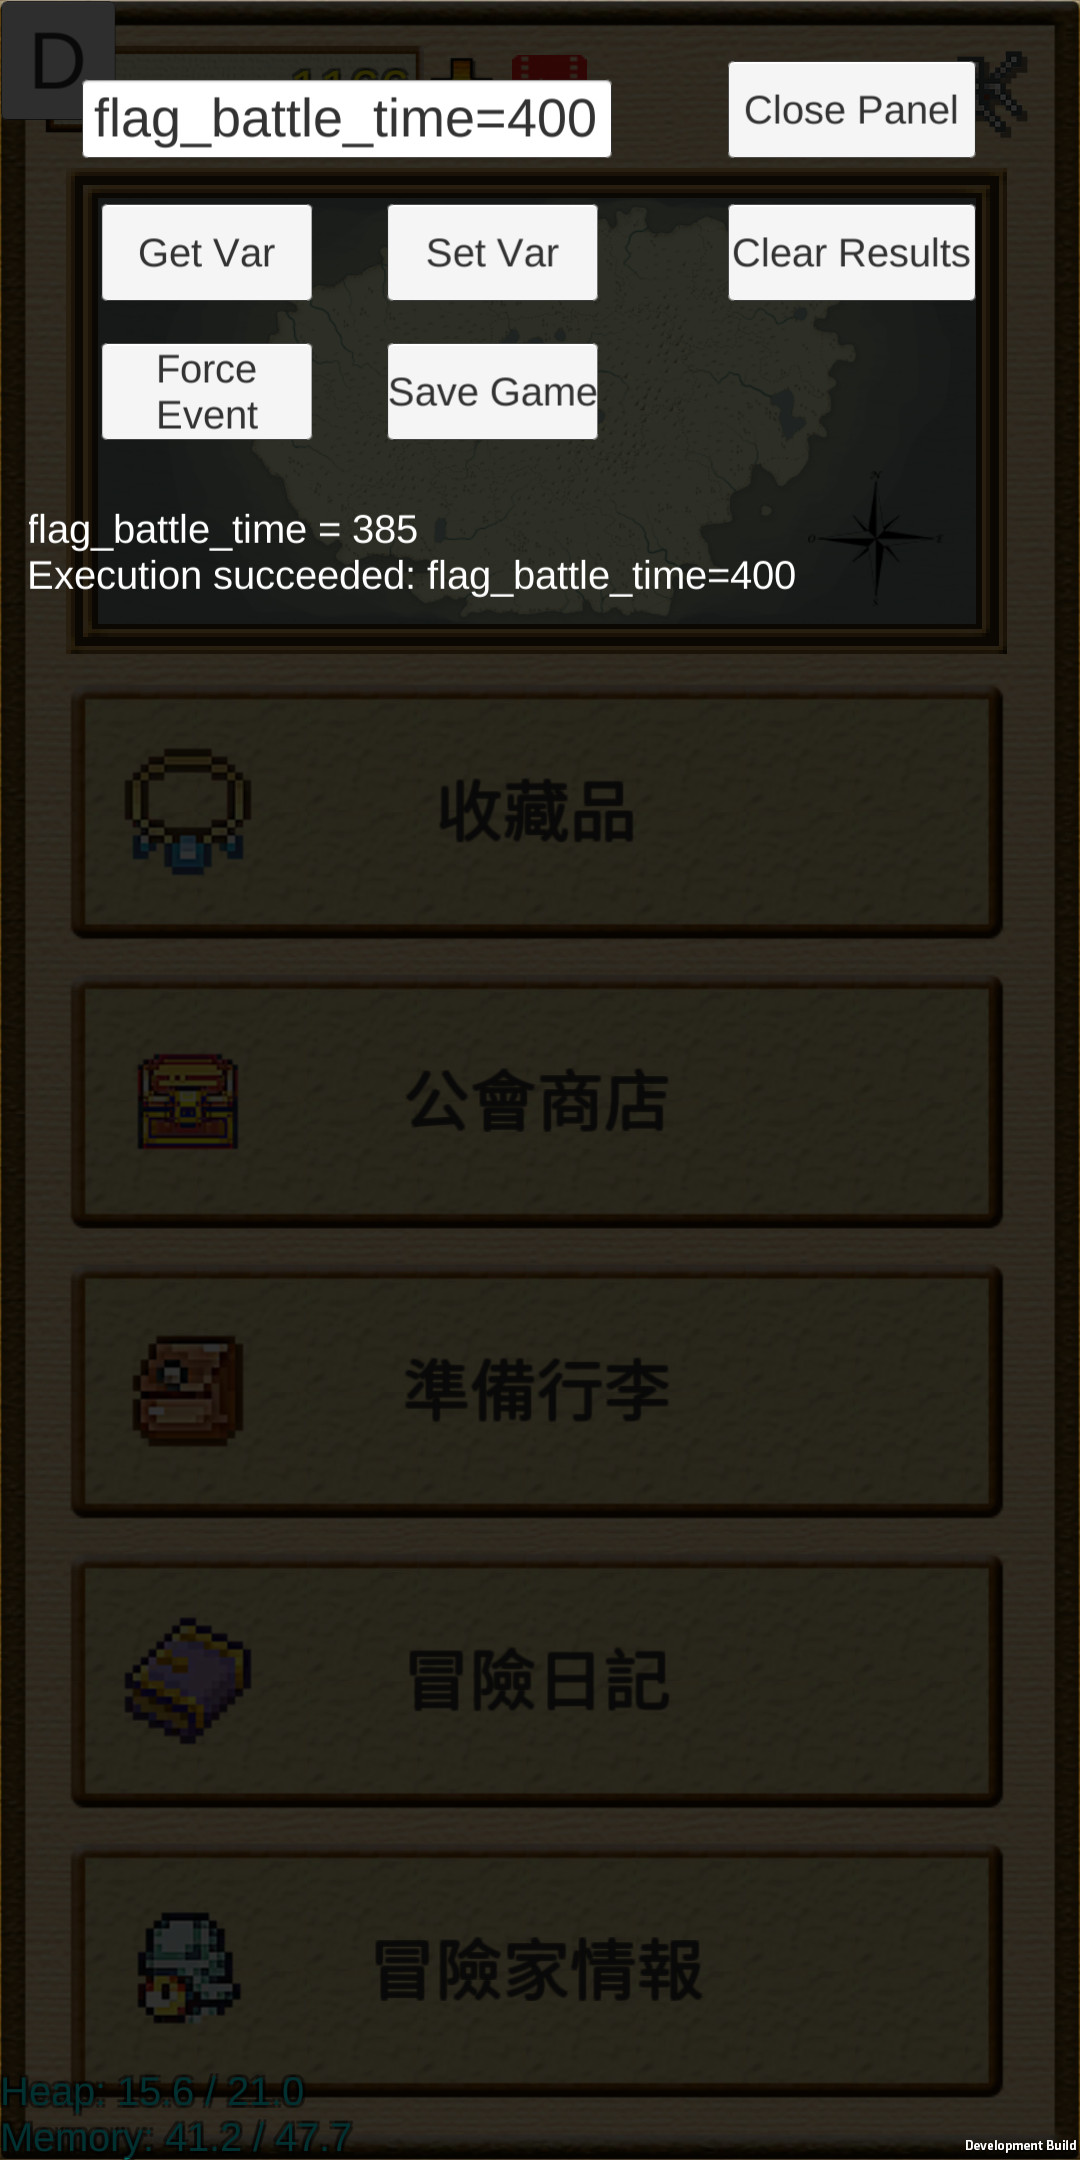 D
flag_battle_time=400
Close Panel
Get Var
Set Var
Clear Results
Force
Event
Save Game
flag_battle_time = 385
Execution succeeded: flag_battle_time=400
收藏品
公會商店
準備行李
冒險日記
冒險家情報
Heap: 15.6 / 21.0
Memory: 41.2 / 47.7
Development Build